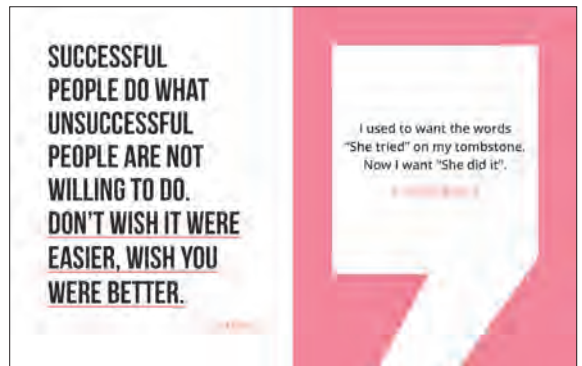 SUCCESSFUL
PEOPLE DO WHAT
UNSUCCESSFUL
PEOPLE ARE NOT
WILLING TO DO.
DON'T WISH IT WERE
EASIER, WISH YOU
WERE BETTER.
I used to want the words
"She tried" on my tombstone.
Now I want "She did it".